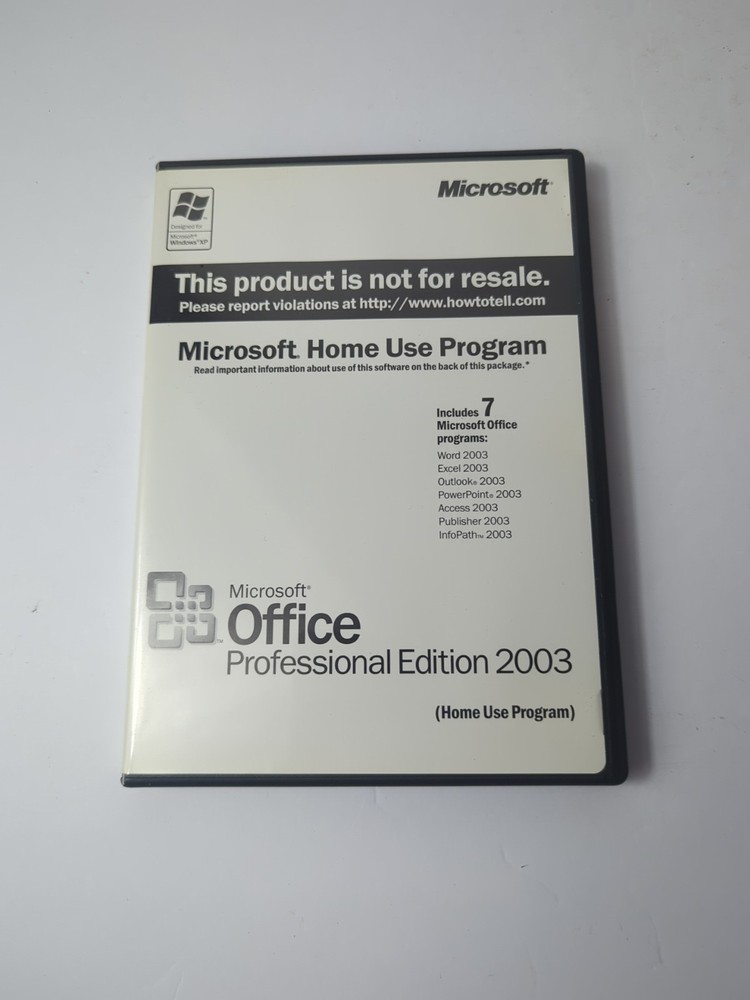 Microsoft®
Designed for
Microsoft®
Windows® XP
This product is not for resale.
Please report violations at http://www.howtotell.com
Microsoft® Home Use Program
Read important information about use of this software on the back of this package.*
Includes 7
Microsoft Office
programs:
Word 2003
Excel 2003
Outlook® 2003
PowerPoint® 2003
Access 2003
Publisher 2003
InfoPath™ 2003
Microsoft®
Office
Professional Edition 2003
(Home Use Program)